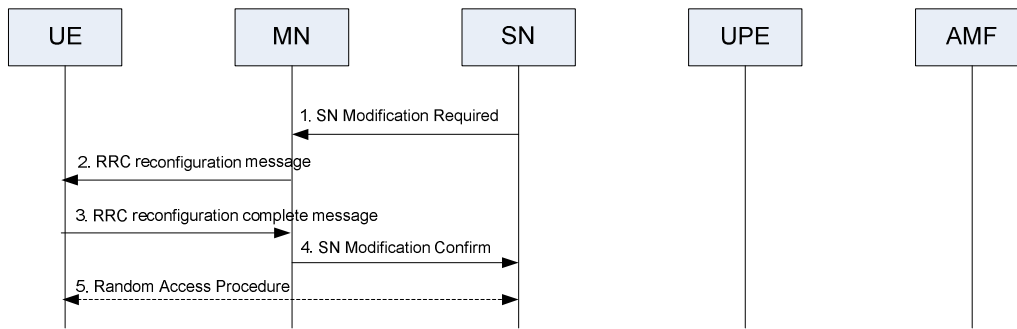 UE
MN
SN
UPE
AMF
1. SN Modification Required
2. RRC reconfiguration message
3. RRC reconfiguration complete message
4. SN Modification Confirm
5. Random Access Procedure